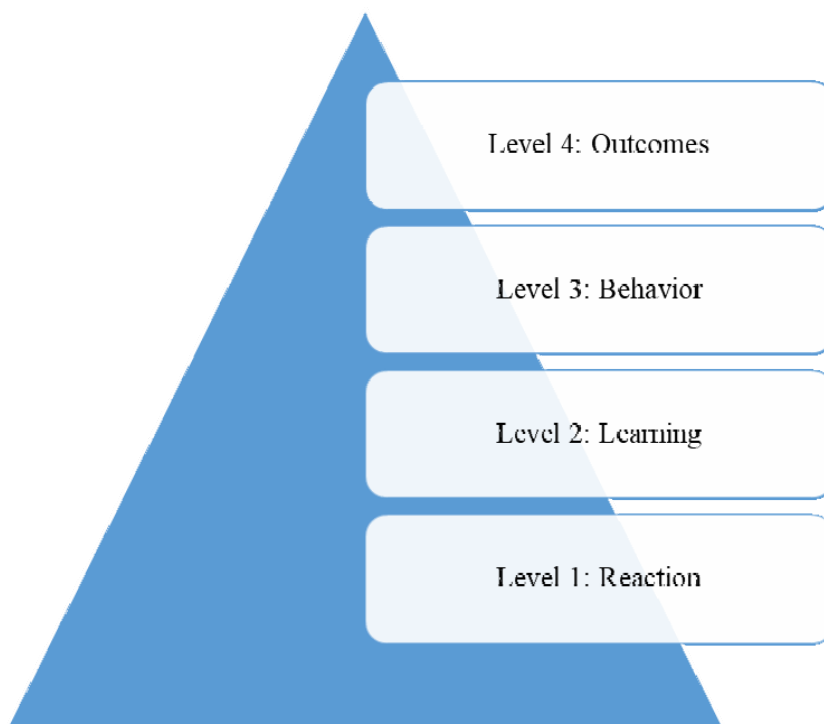 Level 4: Outcomes
Level 3: Behavior
Level 2: Learning
Level 1: Reaction